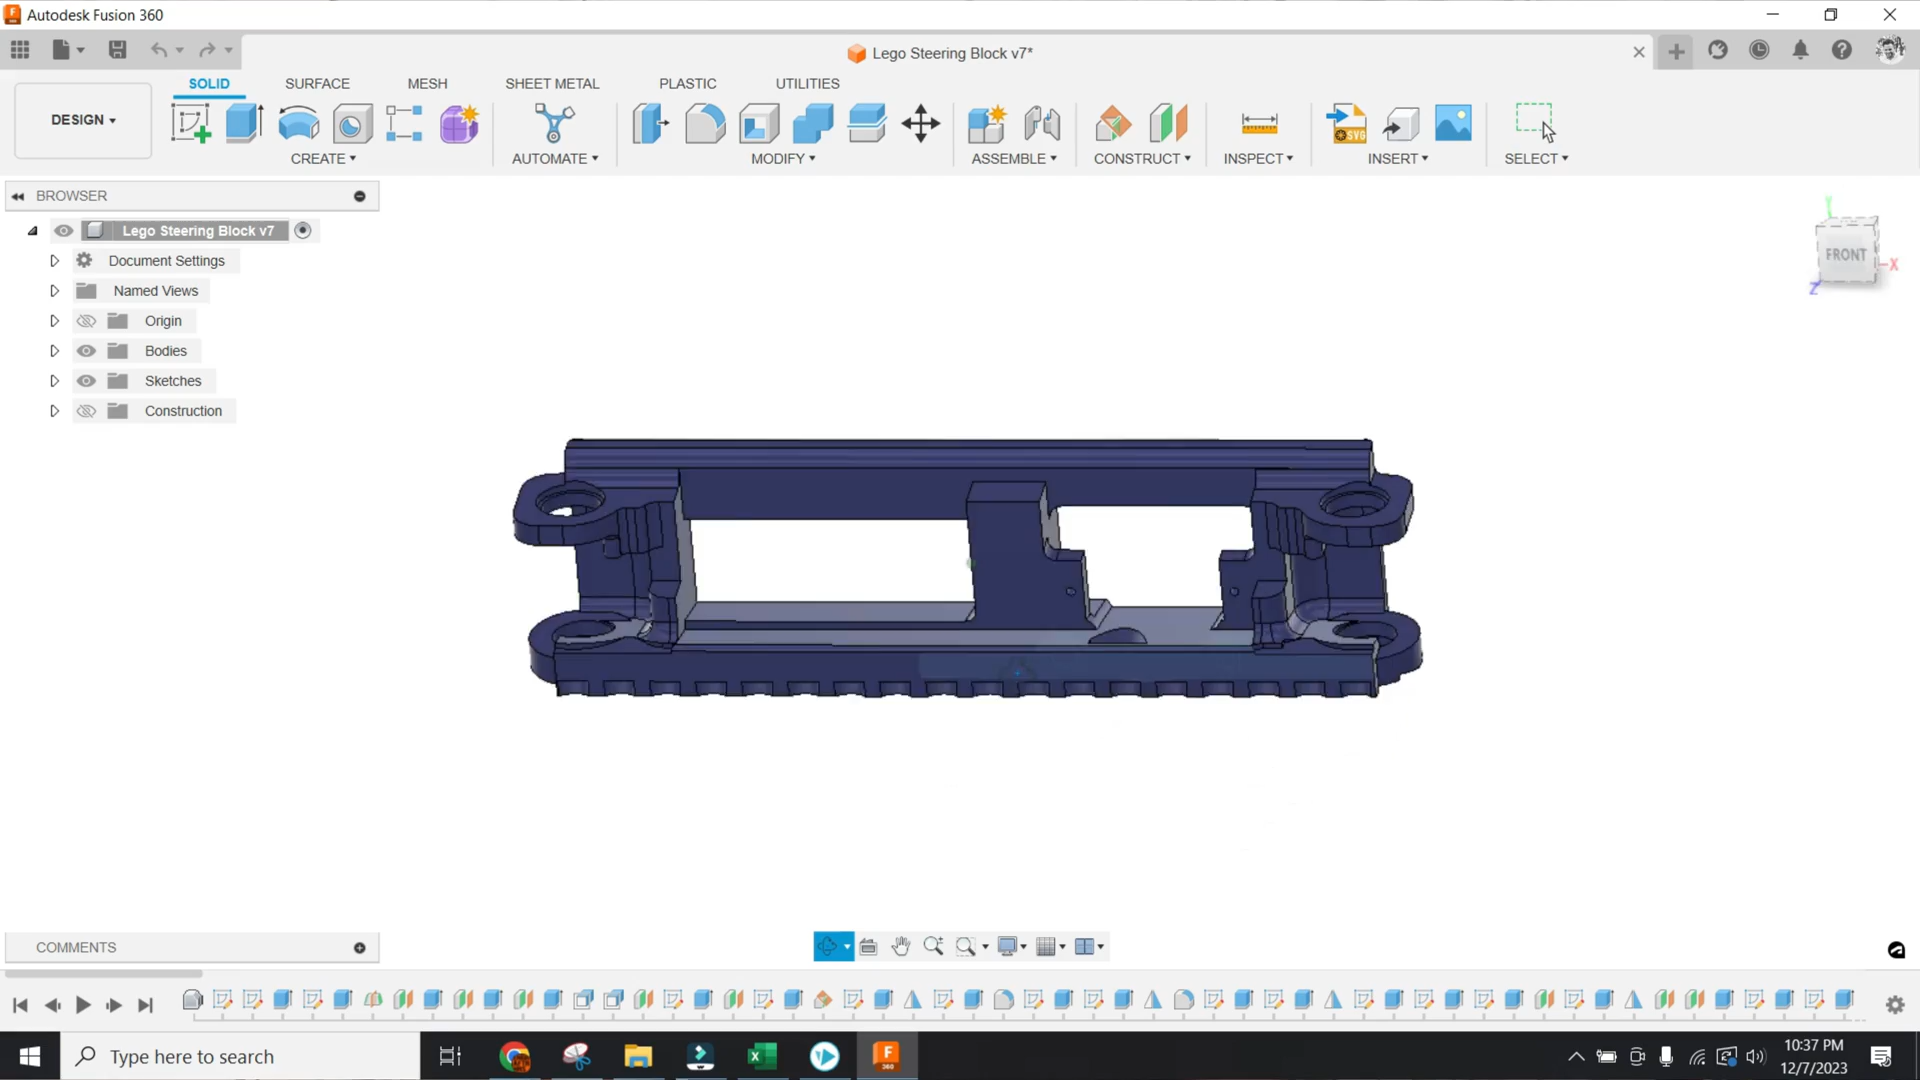 Autodesk Fusion 360
Lego Steering Block v7*
SOLID
SURFACE
MESH
SHEET METAL
PLASTIC
UTILITIES
DESIGN
SVG
CREATE
AUTOMATE
MODIFY
ASSEMBLE
CONSTRUCT
INSPECT
INSERT
SELECT
BROWSER
Lego Steering Block v7
Document Settings
Named Views
Origin
Bodies
Sketches
Construction
Y
FRONT
X
Z
COMMENTS
Type here to search
F
360
10:37 PM
12/7/2023